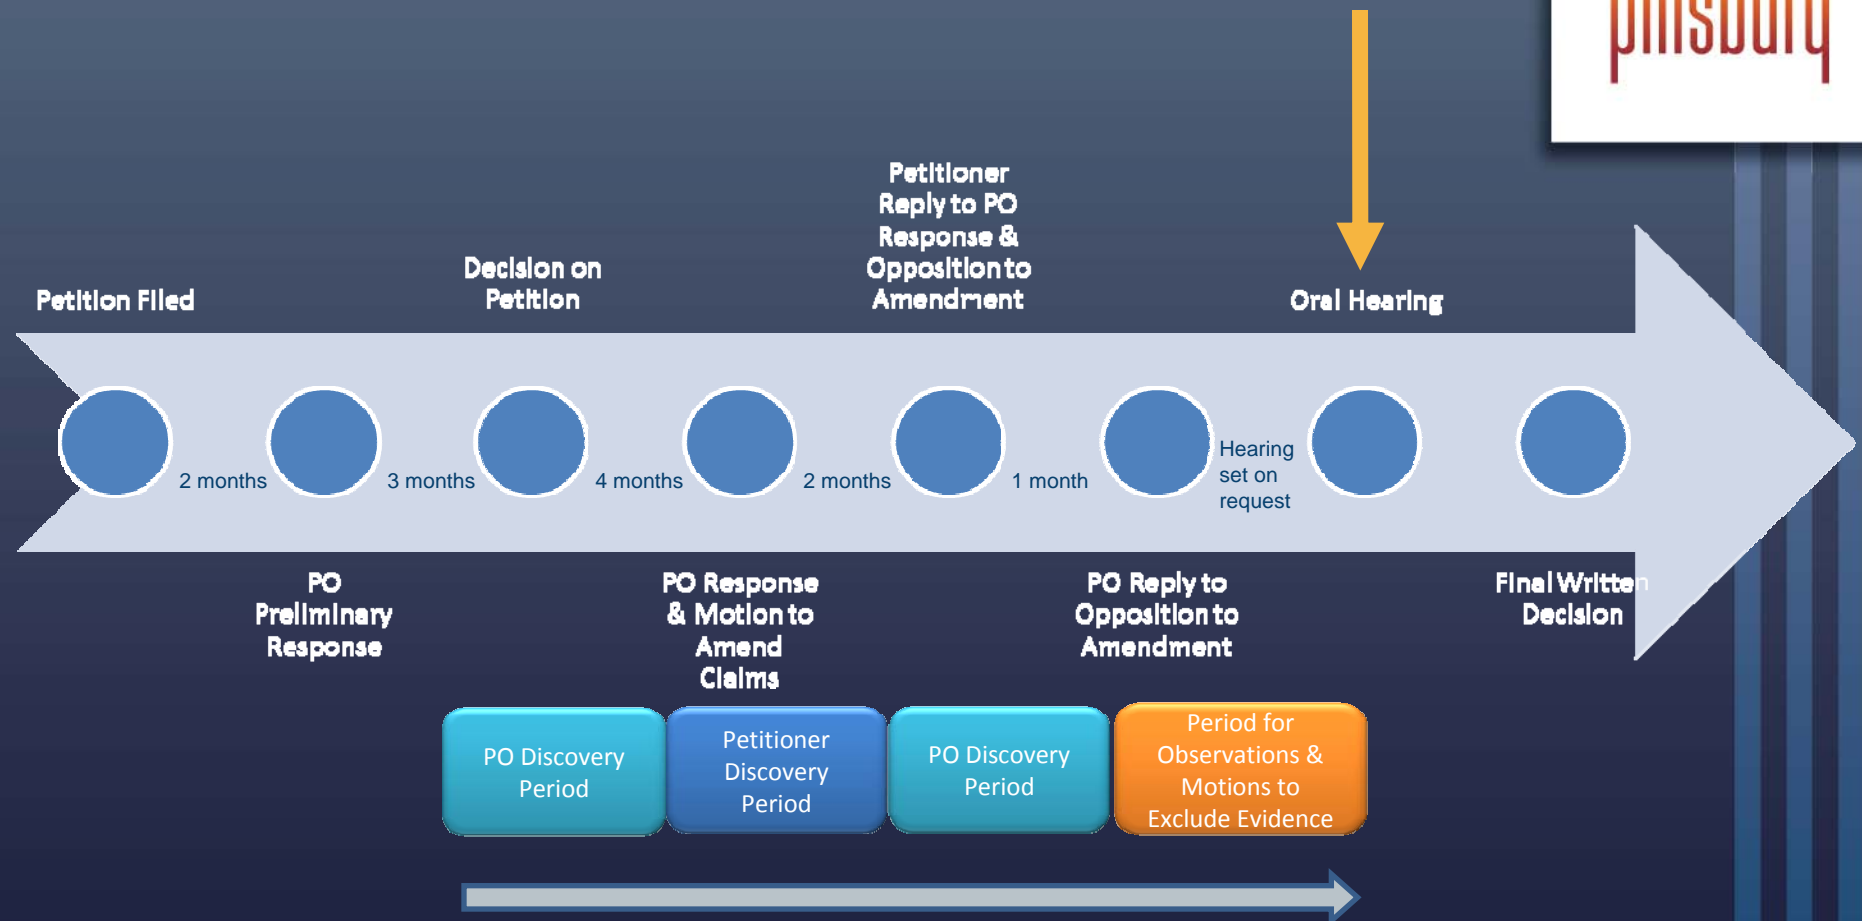 pillsbury
Petition Filed
Decision on
Petition
Petitioner
Reply to PO
Response &
Opposition to
Amendment
Oral Hearing
2 months
3 months
4 months
2 months
1 month
Hearing
set on
request
PO
Preliminary
Response
PO Response
& Motion to
Amend
Claims
PO Reply to
Opposition to
Amendment
Final Written
Decision
PO Discovery
Period
Petitioner
Discovery
Period
PO Discovery
Period
Period for
Observations &
Motions to
Exclude Evidence